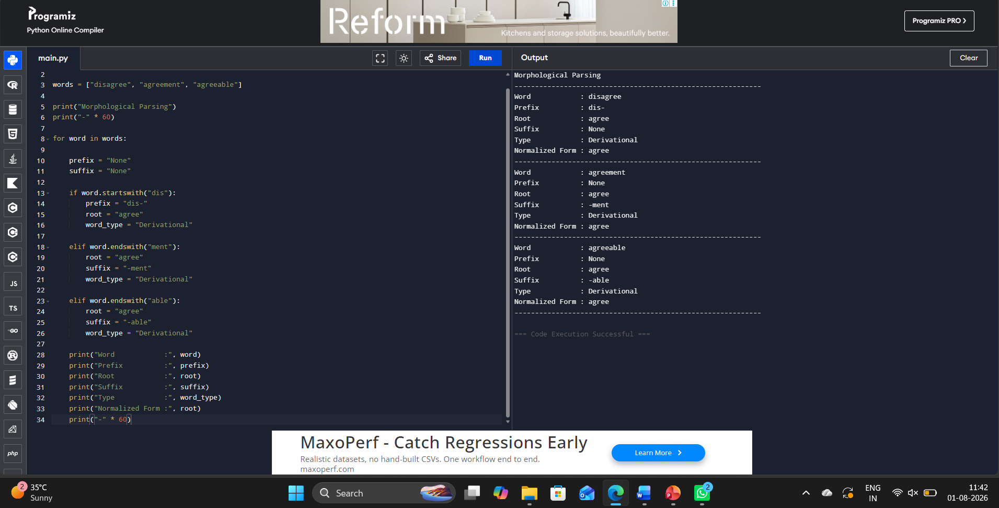 Programiz
Python Online Compiler
Reform
Kitchens and storage solutions, beautifully better.
Programiz PRO >
main.py
Share
Run
Output
Clear
2
3 words = ["disagree", "agreement", "agreeable"]
4
5 print("Morphological Parsing")
6 print("-" * 60)
7
8 for word in words:
9
10     prefix = "None"
11     suffix = "None"
12
13     if word.startswith("dis"):
14         prefix = "dis-"
15         root = "agree"
16         word_type = "Derivational"
17
18     elif word.endswith("ment"):
19         root = "agree"
20         suffix = "-ment"
21         word_type = "Derivational"
22
23     elif word.endswith("able"):
24         root = "agree"
25         suffix = "-able"
26         word_type = "Derivational"
27
28     print("Word            :", word)
29     print("Prefix          :", prefix)
30     print("Root            :", root)
31     print("Suffix          :", suffix)
32     print("Type            :", word_type)
33     print("Normalized Form :", root)
34     print("-" * 60)
Morphological Parsing
------------------------------------------------------------
Word            : disagree
Prefix          : dis-
Root            : agree
Suffix          : None
Type            : Derivational
Normalized Form : agree
------------------------------------------------------------
Word            : agreement
Prefix          : None
Root            : agree
Suffix          : -ment
Type            : Derivational
Normalized Form : agree
------------------------------------------------------------
Word            : agreeable
Prefix          : None
Root            : agree
Suffix          : -able
Type            : Derivational
Normalized Form : agree
------------------------------------------------------------
=== Code Execution Successful ===
JS
TS
GO
php
MaxoPerf - Catch Regressions Early
Realistic datasets, no hand-built CSVs. One workflow end to end.
maxoperf.com
Learn More >
2
35°C
Sunny
Search
2
ENG
IN
11:42
01-08-2026